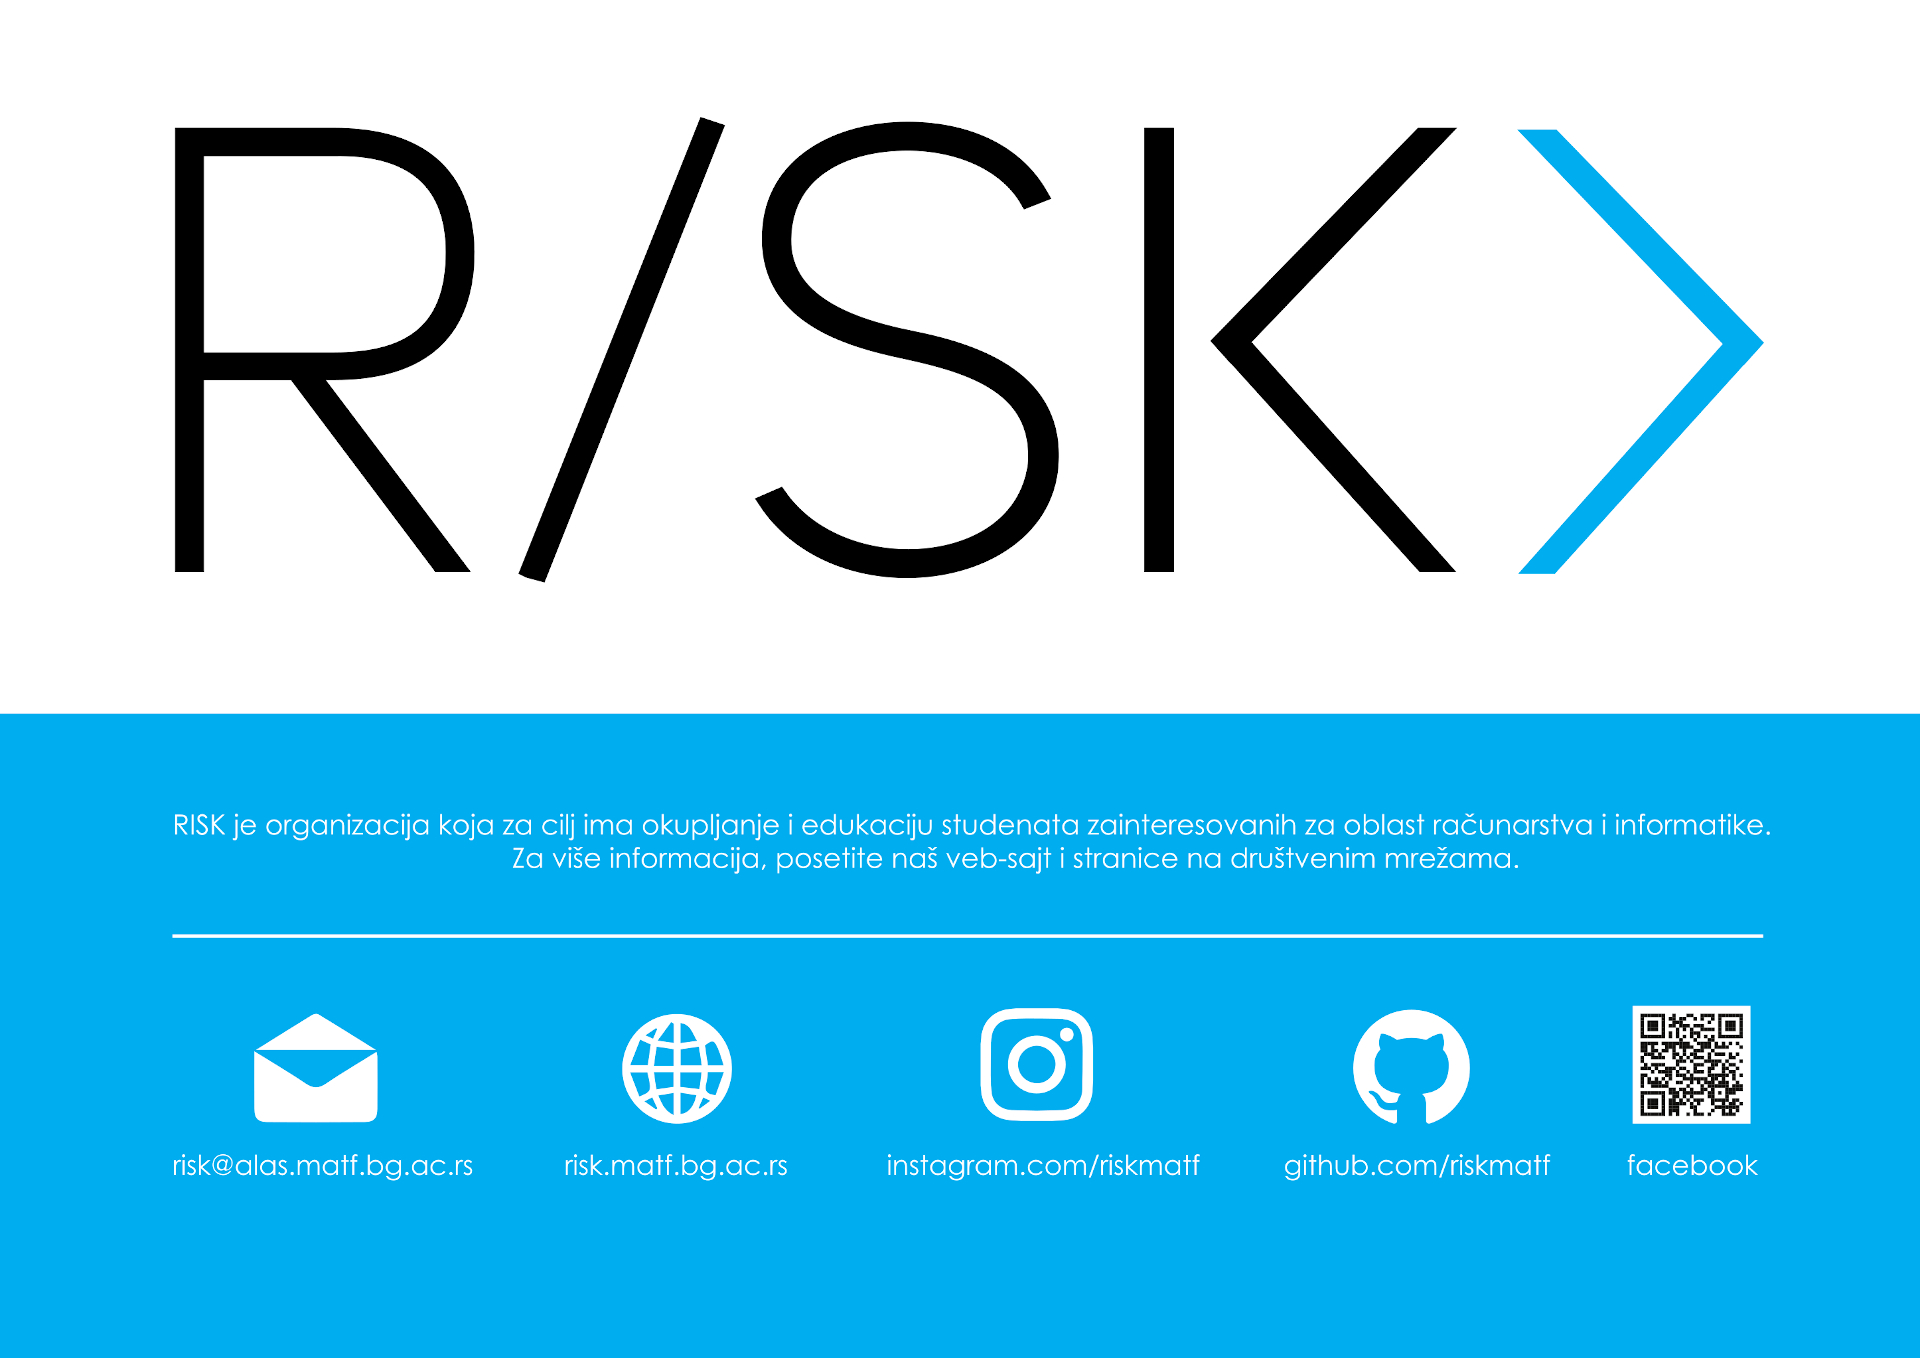 R/SK>
RISK je organizacija koja za cilj ima okupljanje i edukaciju studenata zainteresovanih za oblast računarstva i informatike.
Za više informacija, posetite naš veb-sajt i stranice na društvenim mrežama.
risk@alas.matf.bg.ac.rs
risk.matf.bg.ac.rs
instagram.com/riskmatf
github.com/riskmatf
facebook